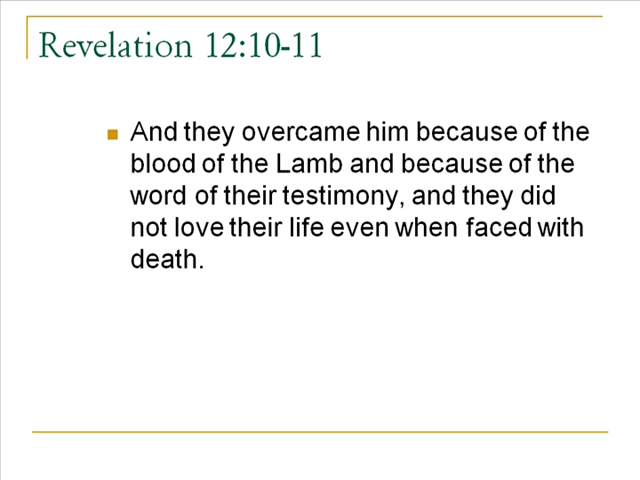 Revelation 12:10-11
And they overcame him because of the
blood of the Lamb and because of the
word of their testimony, and they did
not love their life even when faced with
death.